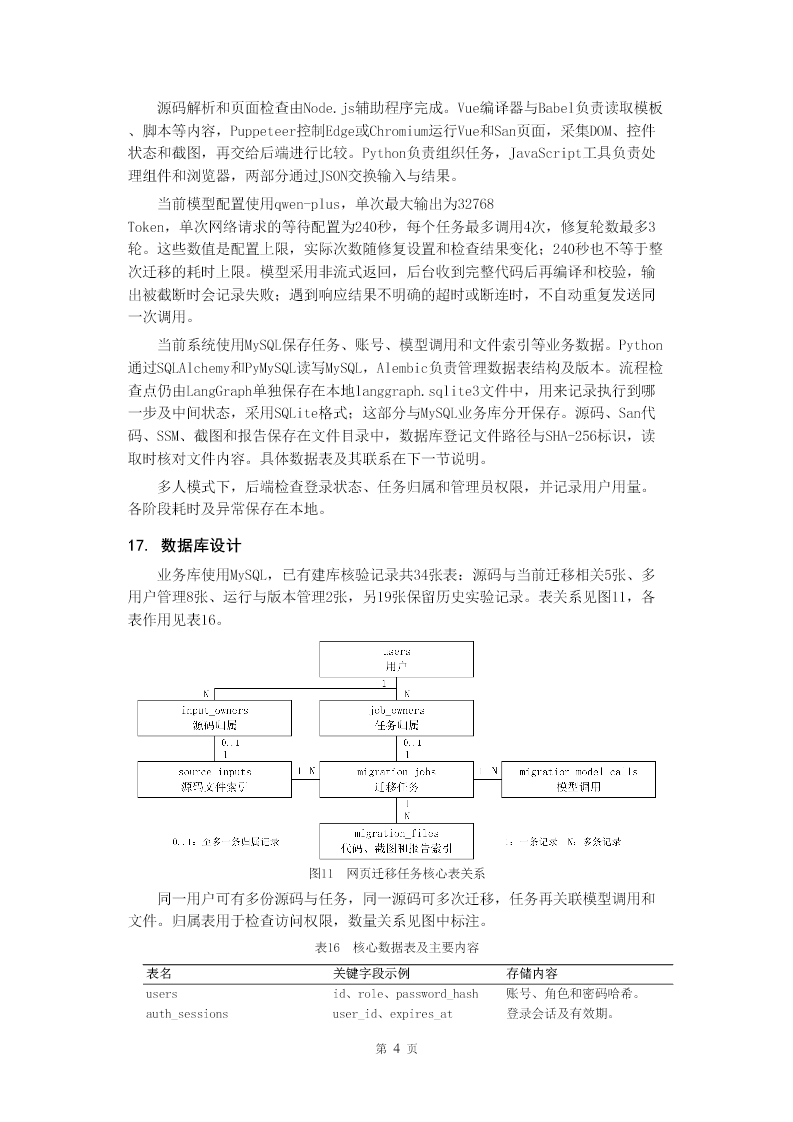 源码解析和页面检查由Node.js辅助程序完成。Vue编译器与Babel负责读取模板
、脚本等内容，Puppeteer控制Edge或Chromium运行Vue和San页面，采集DOM、控件
状态和截图，再交给后端进行比较。Python负责组织任务，JavaScript工具负责处
理组件和浏览器，两部分通过JSON交换输入与结果。
当前模型配置使用qwen-plus，单次最大输出为32768
Token，单次网络请求的等待配置为240秒，每个任务最多调用4次，修复轮数最多3
轮。这些数值是配置上限，实际次数随修复设置和检查结果变化；240秒也不等于整
次迁移的耗时上限。模型采用非流式返回，后台收到完整代码后再编译和校验，输
出被截断时会记录失败；遇到响应结果不明确的超时或断连时，不自动重复发送同
一次调用。
当前系统使用MySQL保存任务、账号、模型调用和文件索引等业务数据。Python
通过SQLAlchemy和PyMySQL读写MySQL，Alembic负责管理数据表结构及版本。流程检
查点仍由LangGraph单独保存在本地langgraph.sqlite3文件中，用来记录执行到哪
一步及中间状态，采用SQLite格式；这部分与MySQL业务库分开保存。源码、San代
码、SSM、截图和报告保存在文件目录中，数据库登记文件路径与SHA-256标识，读
取时核对文件内容。具体数据表及其联系在下一节说明。
多人模式下，后端检查登录状态、任务归属和管理员权限，并记录用户用量。
各阶段耗时及异常保存在本地。
17. 数据库设计
业务库使用MySQL，已有建库核验记录共34张表：源码与当前迁移相关5张、多
用户管理8张、运行与版本管理2张，另19张保留历史实验记录。表关系见图11，各
表作用见表16。
users
用户
1
N N
input_owners job_owners
源码归属 任务归属
0..1 0..1
1 1
source_inputs 1 N migration_jobs 1 N migration_model_calls
源码文件索引 迁移任务 模型调用
1
N
migration_files
代码、截图和报告索引
0..1：至多一条归属记录 1：一条记录 N：多条记录
图11 网页迁移任务核心表关系
同一用户可有多份源码与任务，同一源码可多次迁移，任务再关联模型调用和
文件。归属表用于检查访问权限，数量关系见图中标注。
表16 核心数据表及主要内容
表名 关键字段示例 存储内容
users id、role、password_hash 账号、角色和密码哈希。
auth_sessions user_id、expires_at 登录会话及有效期。
第 4 页